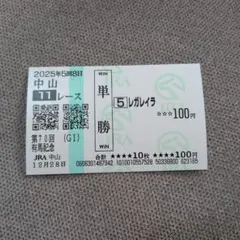 2025年5回8日
中山
11レース
WIN
単勝
WIN
5 レガレイラ
☆☆☆100円
第70回 (GI)
有馬記念
JRA 中山
12月28日
合計 ★★★★10枚 ★★★★100円